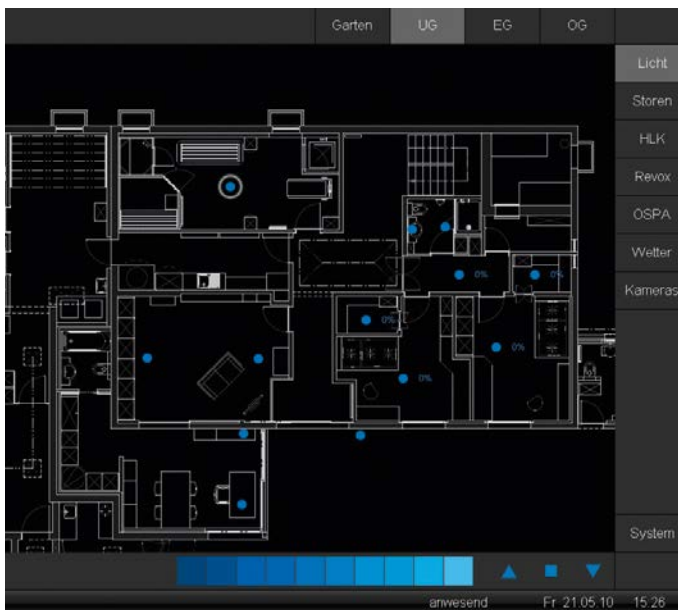 Garten UG EG OG
Licht
Storen
HLK
Revox
OSPA
Wetter
Kameras
0% 0%
0%
0%
0%
System
anwesend Fr 21.05.10 15:26